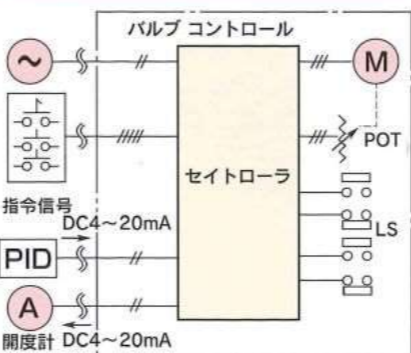 バルブ コントロール
~
M
POT
セイトローラ
指令信号
DC4～20mA
LS
PID
A
開度計 DC4～20mA